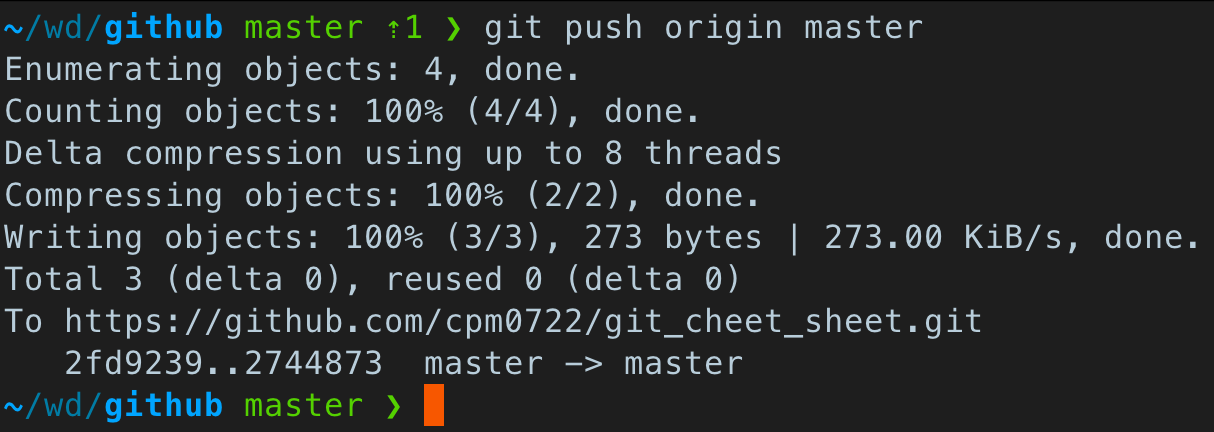 ~/wd/github master ⇡1 ❯ git push origin master
Enumerating objects: 4, done.
Counting objects: 100% (4/4), done.
Delta compression using up to 8 threads
Compressing objects: 100% (2/2), done.
Writing objects: 100% (3/3), 273 bytes | 273.00 KiB/s, done.
Total 3 (delta 0), reused 0 (delta 0)
To https://github.com/cpm0722/git_cheet_sheet.git
   2fd9239..2744873  master -> master
~/wd/github master ❯